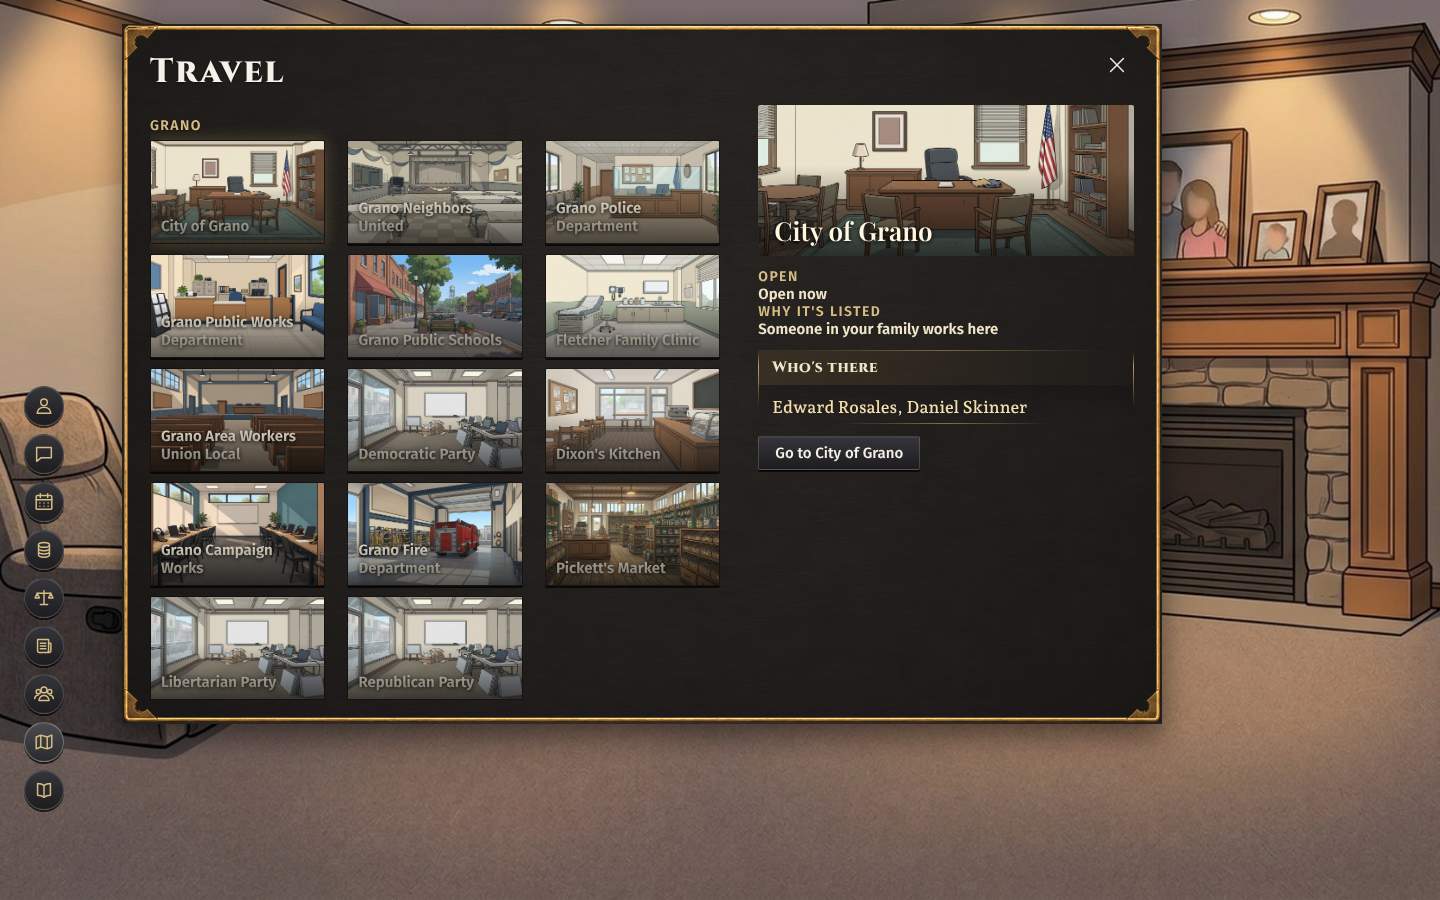 Travel
GRANO
City of Grano
Grano Neighbors
United
Grano Police
Department
Grano Public Works
Department
Grano Public Schools
Fletcher Family Clinic
Grano Area Workers
Union Local
Democratic Party
Dixon's Kitchen
Grano Campaign
Works
Grano Fire
Department
Pickett's Market
Libertarian Party
Republican Party
City of Grano
OPEN
Open now
WHY IT'S LISTED
Someone in your family works here
Who's there
Edward Rosales, Daniel Skinner
Go to City of Grano